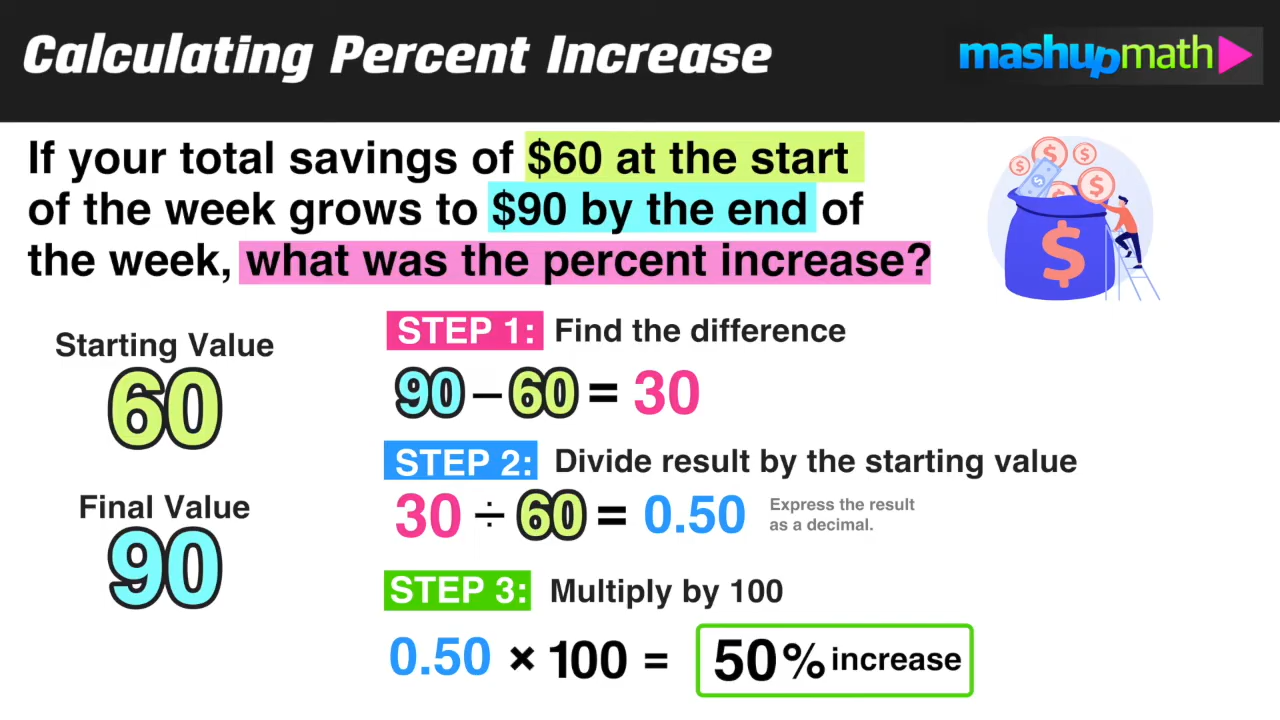 Calculating Percent Increase
mashupmath
If your total savings of $60 at the start
of the week grows to $90 by the end of
the week, what was the percent increase?
$ $ $ $ $
$
Starting Value
60
Final Value
90
STEP 1: Find the difference
90 – 60 = 30
STEP 2: Divide result by the starting value
30 ÷ 60 = 0.50
Express the result
as a decimal.
STEP 3: Multiply by 100
0.50 × 100 = 50% increase